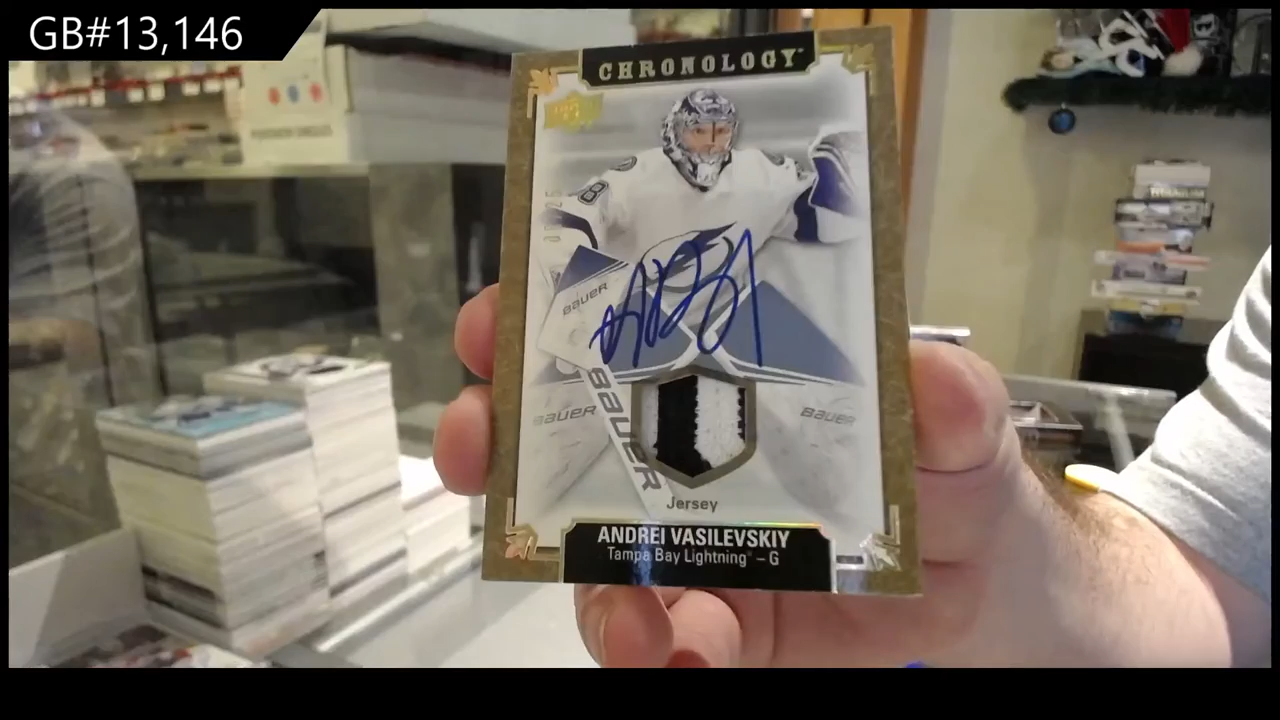 GB#13,146
CHRONOLOGY
BAUER
BAUER
BAUER
BAUER
Jersey
ANDREI VASILEVSKIY
Tampa Bay Lightning - G